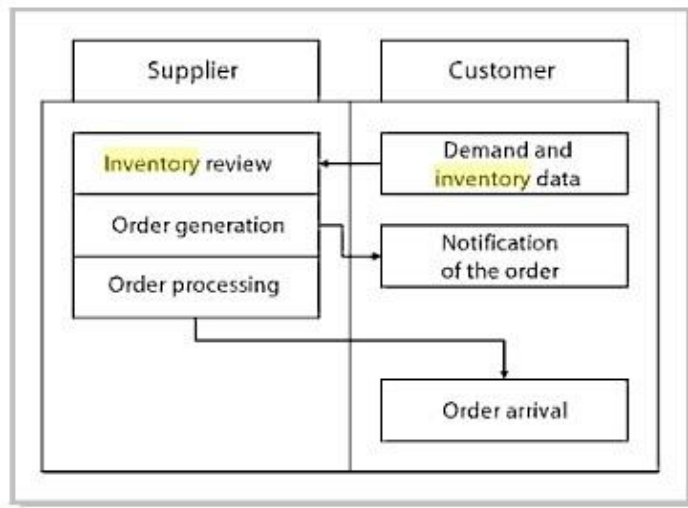 Supplier
Customer
Inventory review
Demand and
inventory data
Order generation
Notification
of the order
Order processing
Order arrival